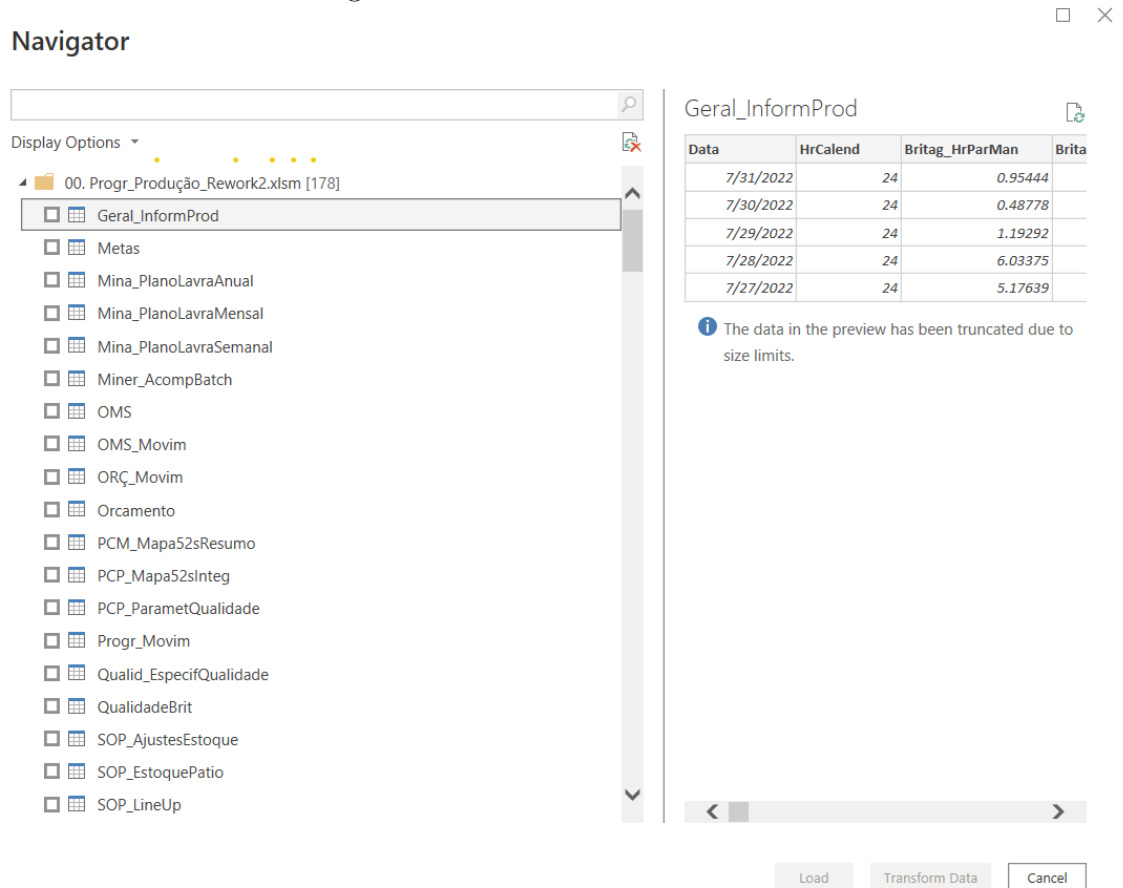 Navigator
Display Options
00. Progr_Produção_Rework2.xlsm [178]
Geral_InformProd
Metas
Mina_PlanoLavraAnual
Mina_PlanoLavraMensal
Mina_PlanoLavraSemanal
Miner_AcompBatch
OMS
OMS_Movim
ORÇ_Movim
Orcamento
PCM_Mapa52sResumo
PCP_Mapa52sInteg
PCP_ParametQualidade
Progr_Movim
Qualid_EspecifQualidade
QualidadeBrit
SOP_AjustesEstoque
SOP_EstoquePatio
SOP_LineUp
Geral_InformProd
Data HrCalend Britag_HrParMan Brita
7/31/2022 24 0.95444
7/30/2022 24 0.48778
7/29/2022 24 1.19292
7/28/2022 24 6.03375
7/27/2022 24 5.17639
The data in the preview has been truncated due to
size limits.
Load Transform Data Cancel